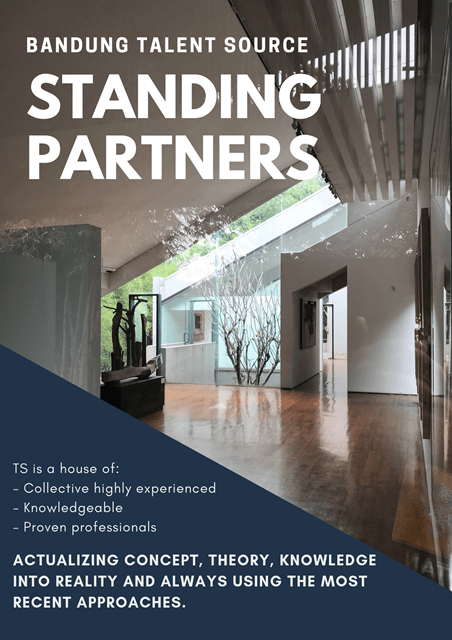 BANDUNG TALENT SOURCE
STANDING
PARTNERS
TS is a house of:
- Collective highly experienced
- Knowledgeable
- Proven professionals
ACTUALIZING CONCEPT, THEORY, KNOWLEDGE
INTO REALITY AND ALWAYS USING THE MOST
RECENT APPROACHES.